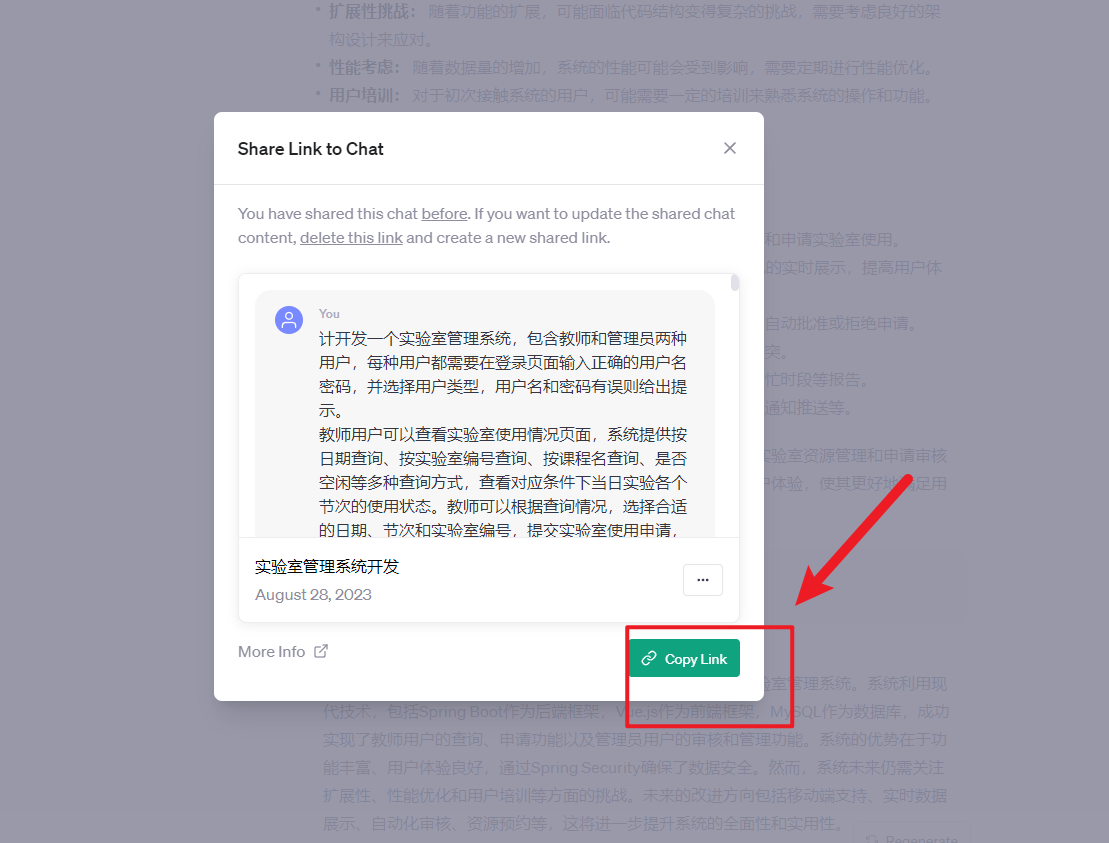 扩展性挑战： 随着功能的扩展，可能面临代码结构变得复杂的挑战，需要考虑良好的架
构设计来应对。
性能考虑： 随着数据量的增加，系统的性能可能会受到影响，需要定期进行性能优化。
用户培训： 对于初次接触系统的用户，可能需要一定的培训来熟悉系统的操作和功能。
Share Link to Chat
You have shared this chat before. If you want to update the shared chat
content, delete this link and create a new shared link.
和申请实验室使用。
的实时展示，提高用户体
自动批准或拒绝申请。
突。
忙时段等报告。
通知推送等。
实验室资源管理和申请审核
户体验，使其更好地满足用
You
计开发一个实验室管理系统，包含教师和管理员两种
用户，每种用户都需要在登录页面输入正确的用户名
密码，并选择用户类型，用户名和密码有误则给出提
示。
教师用户可以查看实验室使用情况页面，系统提供按
日期查询、按实验室编号查询、按课程名查询、是否
空闲等多种查询方式，查看对应条件下当日实验各个
节次的使用状态。教师可以根据查询情况，选择合适
的日期、节次和实验室编号，提交实验室使用申请，
实验室管理系统开发
August 28, 2023
...
More Info
Copy Link
验室管理系统。系统利用现
代技术，包括Spring Boot作为后端框架，Vue.js作为前端框架，MySQL作为数据库，成功
实现了教师用户的查询、申请功能以及管理员用户的审核和管理功能。系统的优势在于功
能丰富、用户体验良好，通过Spring Security确保了数据安全。然而，系统未来仍需关注
扩展性、性能优化和用户培训等方面的挑战。未来的改进方向包括移动端支持、实时数据
展示、自动化审核、资源预约等，这将进一步提升系统的全面性和实用性。
Regenerate